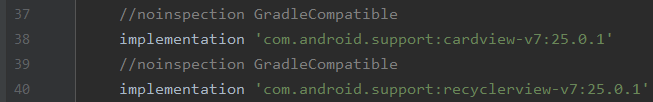 37 //noinspection GradleCompatible
38 implementation 'com.android.support:cardview-v7:25.0.1'
39 //noinspection GradleCompatible
40 implementation 'com.android.support:recyclerview-v7:25.0.1'